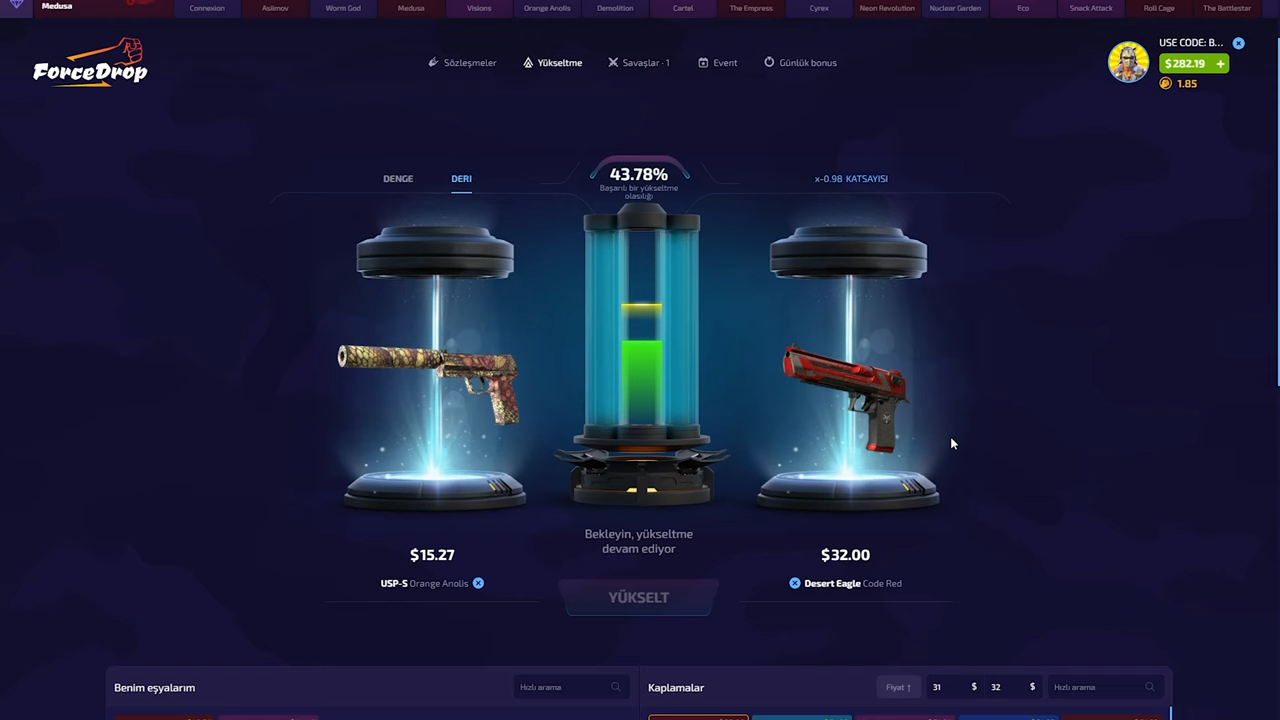 Medusa
Connexion
Asiimov
Worm God
Medusa
Visions
Orange Anolis
Demolition
Cartel
The Empress
Cyrex
Neon Revolution
Nuclear Garden
Eco
Snack Attack
Roll Cage
The Battlestar
ForceDrop
Sözleşmeler
Yükseltme
Savaşlar · 1
Event
Günlük bonus
USE CODE: B...
$282.19 +
1.85
DENGE
DERI
43.78%
Başarılı bir yükseltme
olasılığı
x-0.98 KATSAYISI
Bekleyin, yükseltme
devam ediyor
$15.27
$32.00
USP-S Orange Anolis
Desert Eagle Code Red
YÜKSELT
Benim eşyalarım
Hızlı arama
Kaplamalar
Fiyat ↑
31 $
32 $
Hızlı arama